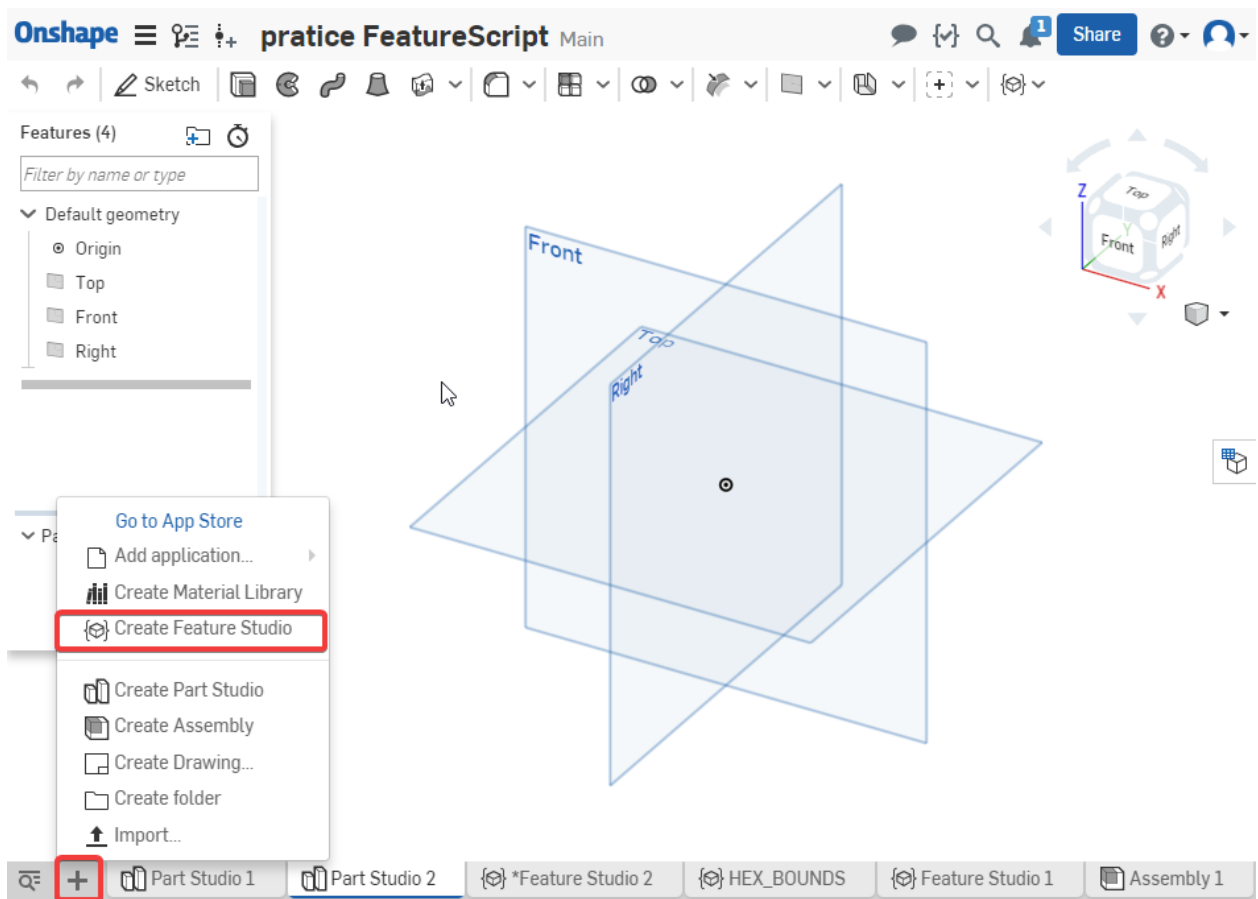 Onshape pratice FeatureScript Main 1 Share
Sketch
Features (4)
Filter by name or type
Default geometry
Origin
Top
Front
Right
Front
Top
Right
Z
Top
Y
Front
Right
X
Pa
Go to App Store
Add application...
Create Material Library
Create Feature Studio
Create Part Studio
Create Assembly
Create Drawing...
Create folder
Import...
Part Studio 1 Part Studio 2 *Feature Studio 2 HEX_BOUNDS Feature Studio 1 Assembly 1